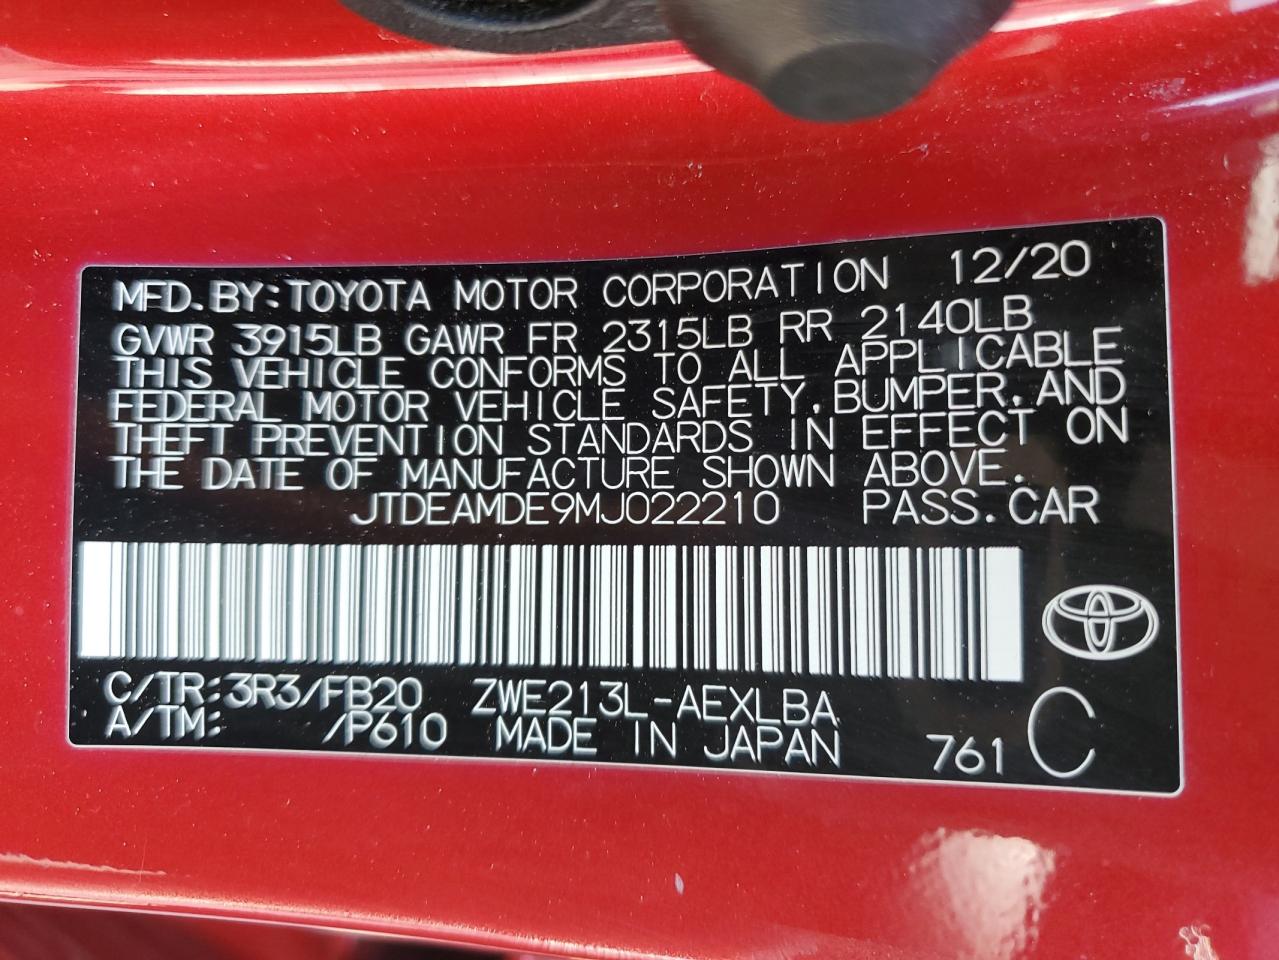 MFD.BY:TOYOTA MOTOR CORPORATION 12/20
GVWR 3915LB GAWR FR 2315LB RR 2140LB
THIS VEHICLE CONFORMS TO ALL APPLICABLE
FEDERAL MOTOR VEHICLE SAFETY,BUMPER,AND
THEFT PREVENTION STANDARDS IN EFFECT ON
THE DATE OF MANUFACTURE SHOWN ABOVE.
JTDEAMDE9MJ022210 PASS.CAR
C/TR:3R3/FB20 ZWE213L-AEXLBA
A/TM: /P610 MADE IN JAPAN 761 C